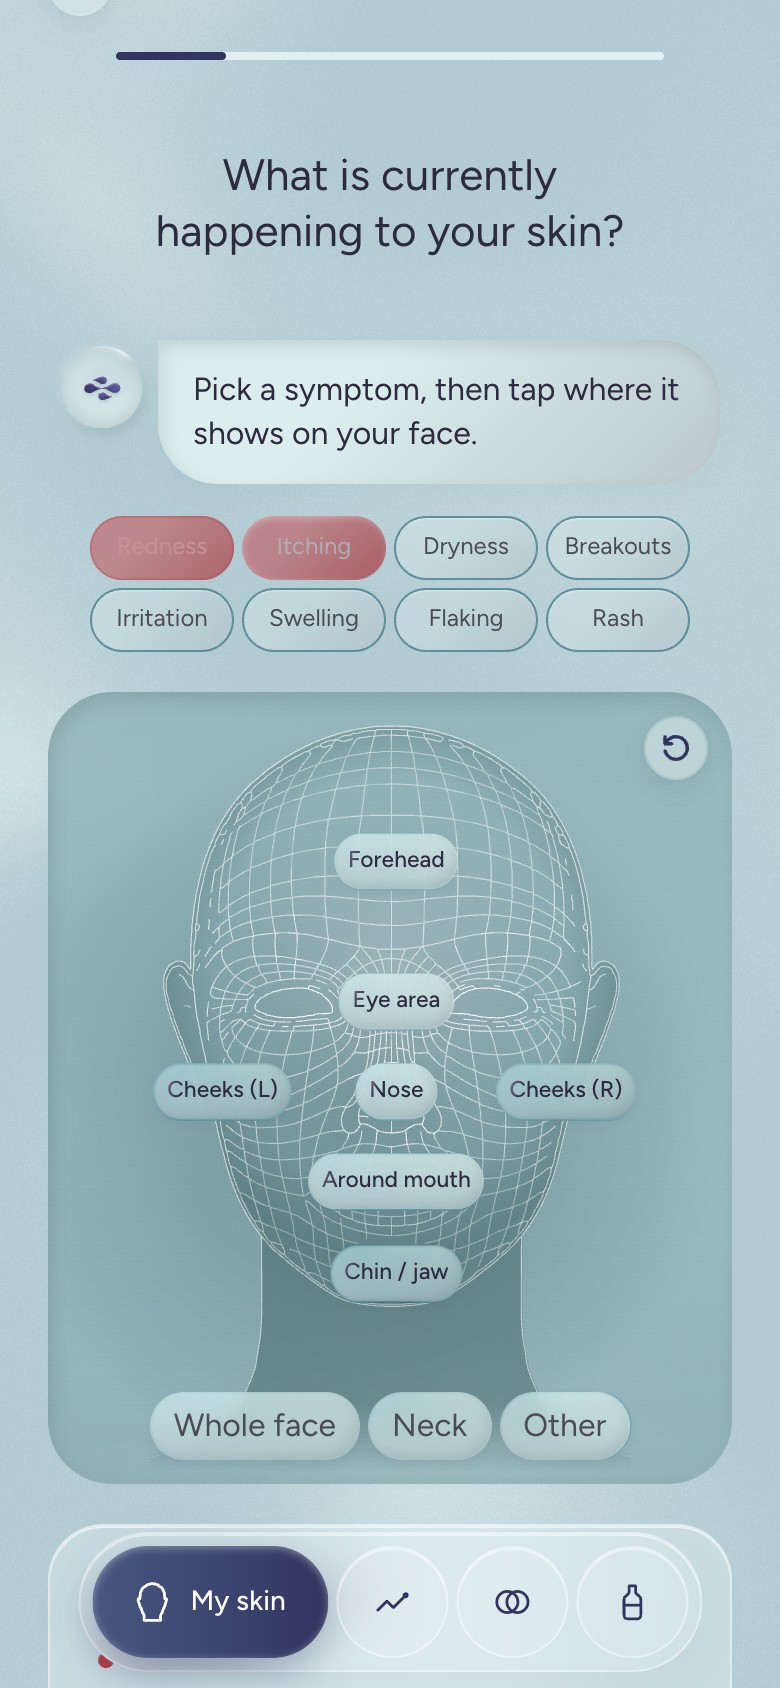 What is currently
happening to your skin?
Pick a symptom, then tap where it
shows on your face.
Redness Itching Dryness Breakouts
Irritation Swelling Flaking Rash
Forehead
Eye area
Cheeks (L) Nose Cheeks (R)
Around mouth
Chin / jaw
Whole face Neck Other
My skin